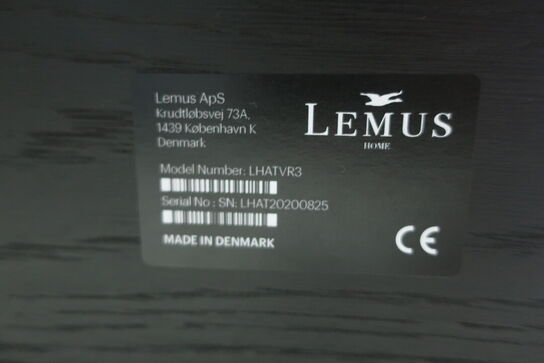 Lemus ApS
Krudtløbsvej 73A,
1439 København K
Denmark
LEMUS
HOME
Model Number: LHATVR3
Serial No : SN: LHAT20200825
MADE IN DENMARK
CE